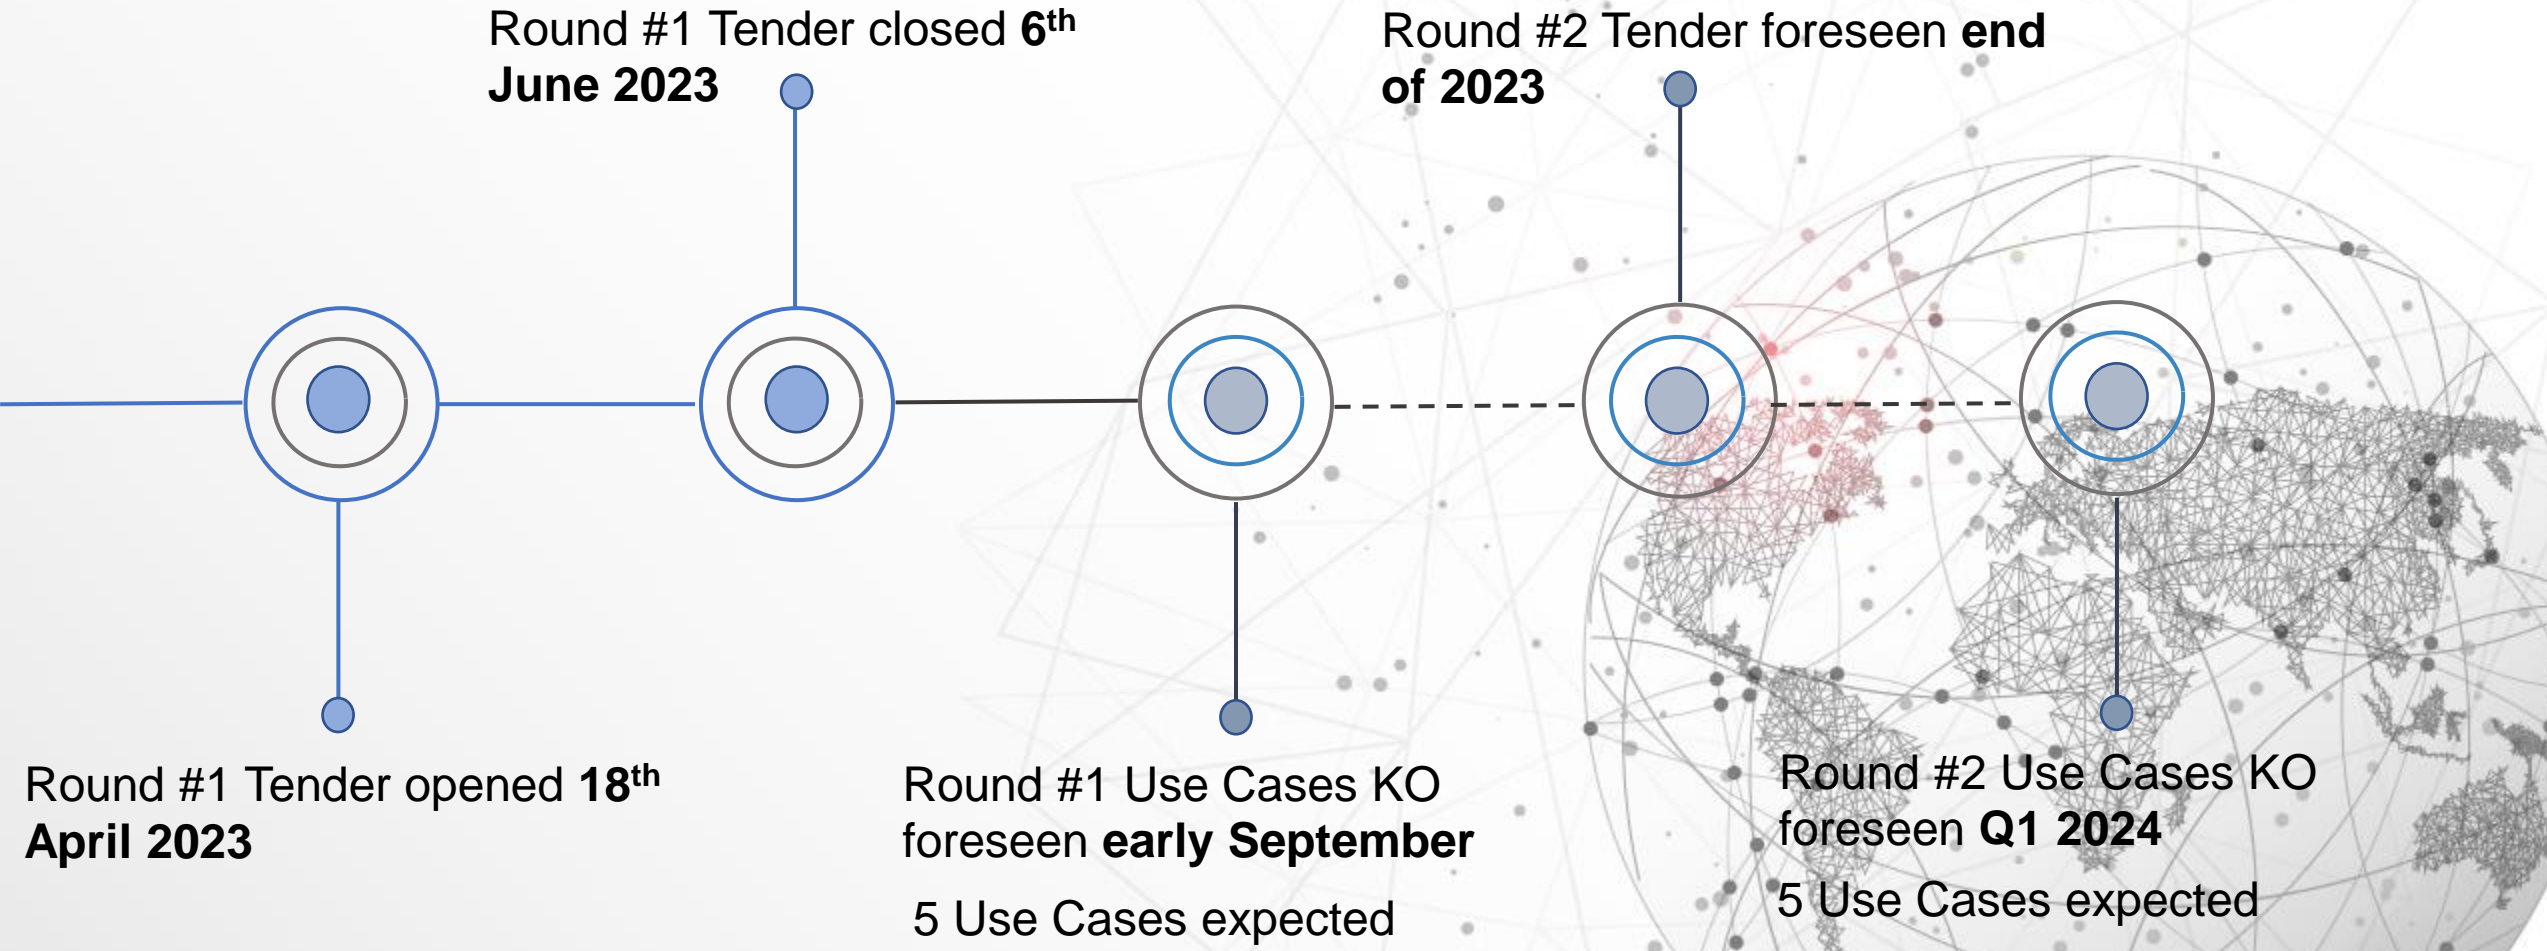 Round #1 Tender closed 6th
June 2023
Round #2 Tender foreseen end
of 2023
Round #1 Tender opened 18th
April 2023
Round #1 Use Cases KO
foreseen early September
5 Use Cases expected
Round #2 Use Cases KO
foreseen Q1 2024
5 Use Cases expected